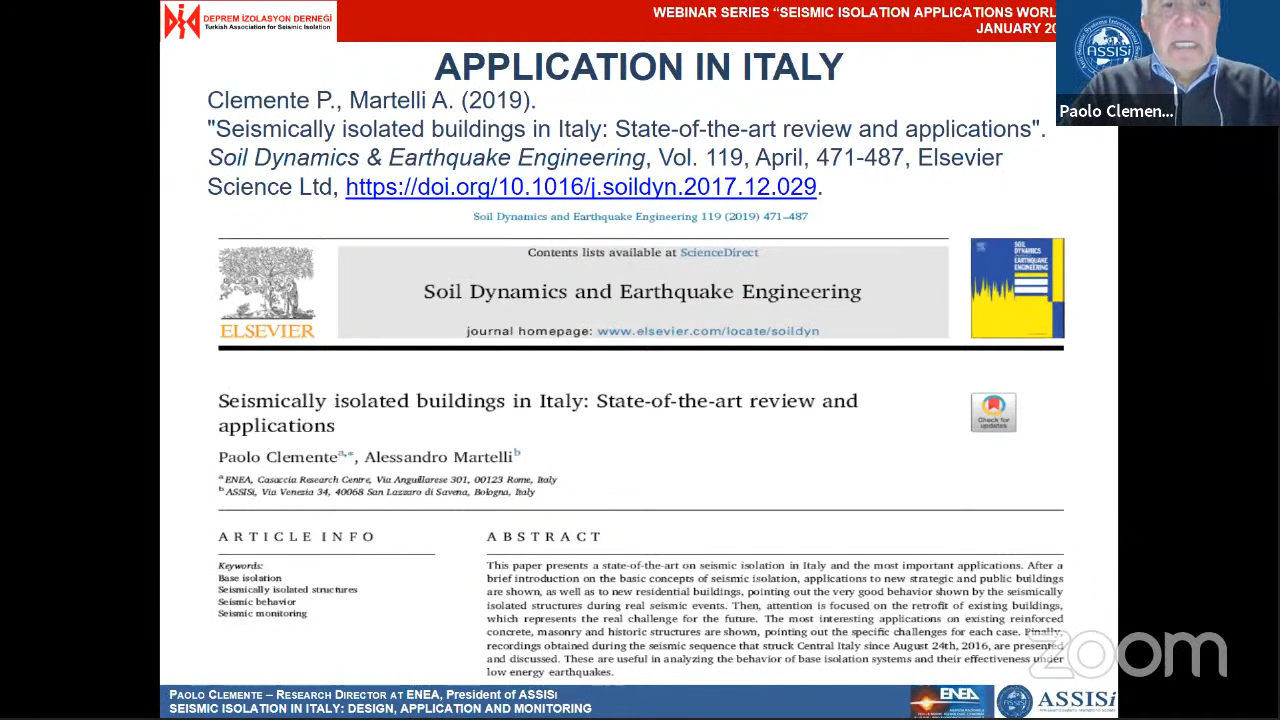 DEPREM İZOLASYON DERNEĞİ
Turkish Association for Seismic Isolation
WEBINAR SERIES “SEISMIC ISOLATION APPLICATIONS
JANUARY
ASSISi
Paolo Clemen...
APPLICATION IN ITALY
Clemente P., Martelli A. (2019).
"Seismically isolated buildings in Italy: State-of-the-art review and applications".
Soil Dynamics & Earthquake Engineering, Vol. 119, April, 471-487, Elsevier
Science Ltd, https://doi.org/10.1016/j.soildyn.2017.12.029.
Soil Dynamics and Earthquake Engineering 119 (2019) 471–487
Contents lists available at ScienceDirect
Soil Dynamics and Earthquake Engineering
journal homepage: www.elsevier.com/locate/soildyn
ELSEVIER
SOIL
DYNAMICS
EARTHQUAKE
ENGINEERING
Seismically isolated buildings in Italy: State-of-the-art review and
applications
Check for
updates
Paolo Clementea,*, Alessandro Martellib
a ENEA, Casaccia Research Centre, Via Anguillarese 301, 00123 Rome, Italy
b ASSISi, Via Venezia 34, 40068 San Lazzaro di Savena, Bologna, Italy
ARTICLE INFO
Keywords:
Base isolation
Seismically isolated structures
Seismic behavior
Seismic monitoring
ABSTRACT
This paper presents a state-of-the-art on seismic isolation in Italy and the most important applications. After a
brief introduction on the basic concepts of seismic isolation, applications to new strategic and public buildings
are shown, as well as to new residential buildings, pointing out the very good behavior shown by the seismically
isolated structures during real seismic events. Then, attention is focused on the retrofit of existing buildings,
which represents the real challenge for the future. The most interesting applications on existing reinforced
concrete, masonry and historic structures are shown, pointing out the specific challenges for each case. Finally,
recordings obtained during the seismic sequence that struck Central Italy since August 24th, 2016, are presented
and discussed. These are useful in analyzing the behavior of base isolation systems and their effectiveness under
low energy earthquakes.
zoom
PAOLO CLEMENTE – RESEARCH DIRECTOR AT ENEA, President of ASSISi
SEISMIC ISOLATION IN ITALY: DESIGN, APPLICATION AND MONITORING
ENEA
ASSISi